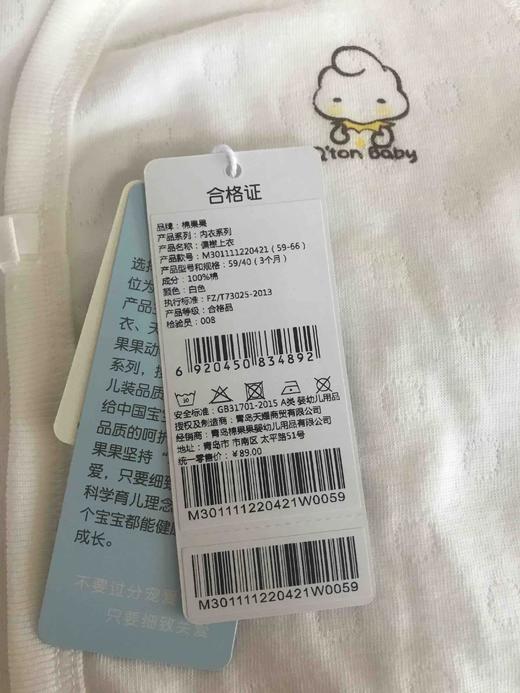 Q'ton Baby
合格证
品牌: 棉果果
产品系列: 内衣系列
产品名称: 偏襟上衣
产品款号: M301111220421 (59-66)
产品型号和规格: 59/40 (3个月)
成分: 100%棉
颜色: 白色
执行标准: FZ/T73025-2013
产品等级: 合格品
检验员: 008
6 920450 834892
安全标准: GB31701-2015 A类 婴幼儿用品
授权及制造商: 青岛天耀商贸有限公司
经销商: 青岛棉果果婴幼儿用品有限公司
地址: 青岛市 市南区 太平路51号
统一零售价: ¥89.00
M301111220421W0059
M301111220421W0059
选择
位为
产品
衣、天
果果动
系列,
儿装品质
给中国宝
品质的呵护
果果坚持“
爱,只要细致
科学育儿理念
个宝宝都能健康
成长。
不要过分宠爱
只要细致关爱